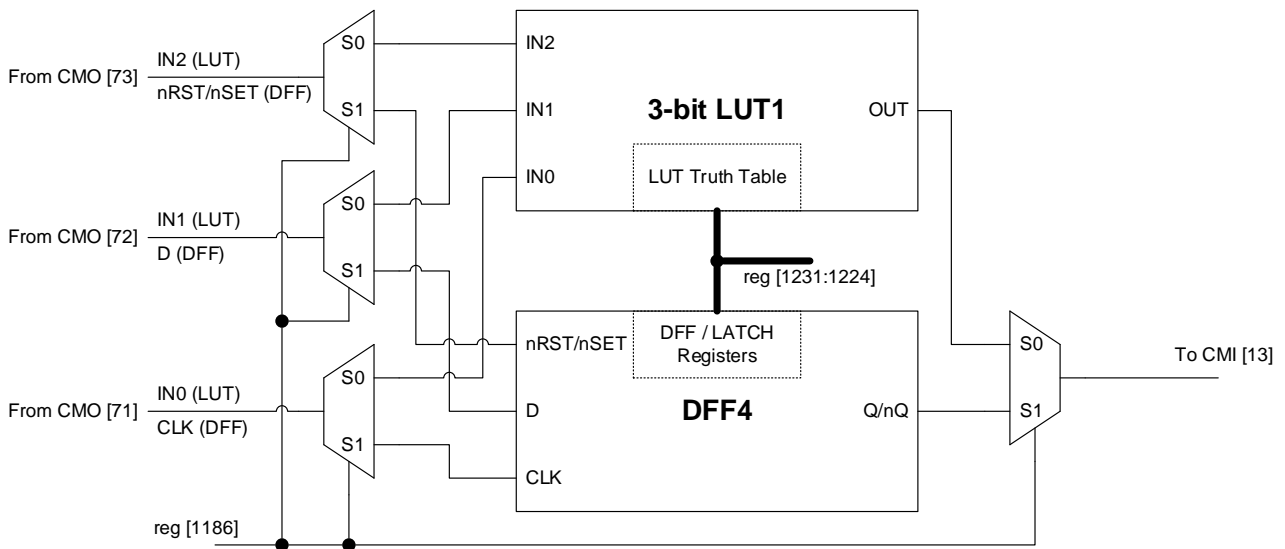 From CMO [73]
IN2 (LUT)
nRST/nSET (DFF)
S0
S1
From CMO [72]
IN1 (LUT)
D (DFF)
S0
S1
From CMO [71]
IN0 (LUT)
CLK (DFF)
S0
S1
reg [1186]
IN2
IN1
IN0
3-bit LUT1
OUT
LUT Truth Table
reg [1231:1224]
DFF / LATCH
Registers
nRST/nSET
D
CLK
DFF4
Q/nQ
S0
S1
To CMI [13]